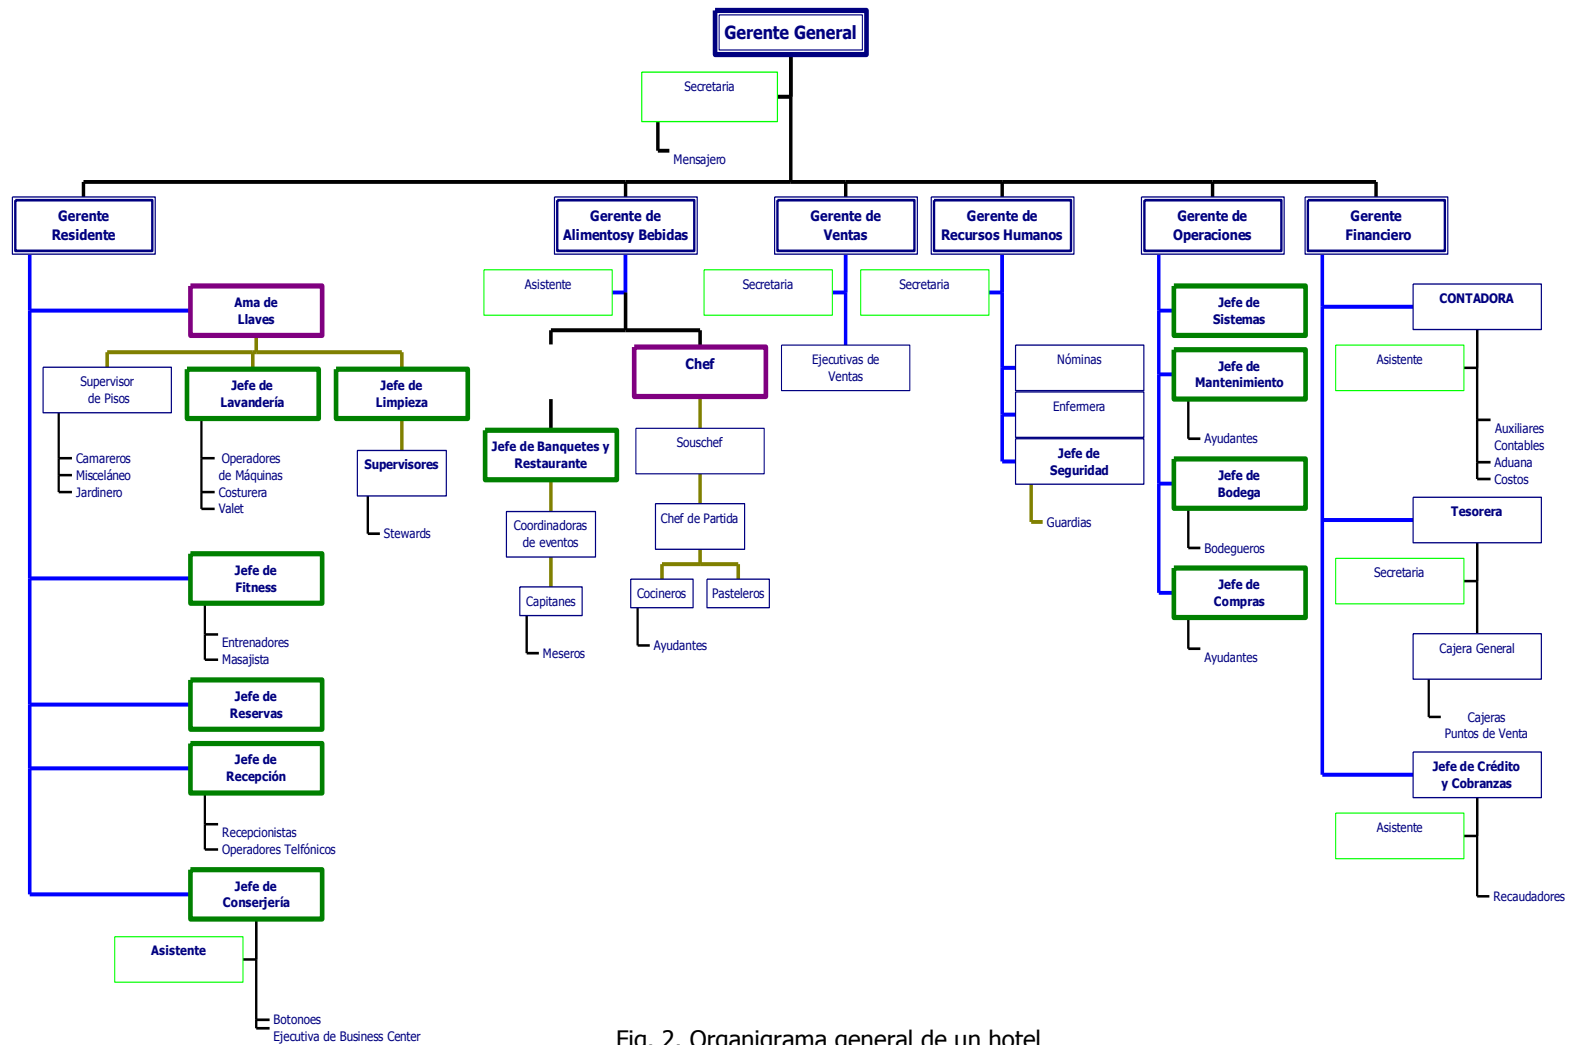 Gerente General
Secretaria
Mensajero
Gerente
Residente
Gerente de
Alimentosy Bebidas
Gerente de
Ventas
Gerente de
Recursos Humanos
Gerente de
Operaciones
Gerente
Financiero
Ama de
Llaves
Supervisor
de Pisos
Camareros
Misceláneo
Jardinero
Jefe de
Lavandería
Operadores
de Máquinas
Costurera
Valet
Jefe de
Limpieza
Supervisores
Stewards
Jefe de
Fitness
Entrenadores
Masajista
Jefe de
Reservas
Jefe de
Recepción
Recepcionistas
Operadores Telfónicos
Jefe de
Conserjería
Asistente
Botonoes
Ejecutiva de Business Center
Asistente
Jefe de Banquetes y
Restaurante
Coordinadoras
de eventos
Capitanes
Meseros
Chef
Souschef
Chef de Partida
Cocineros
Pasteleros
Ayudantes
Secretaria
Ejecutivas de
Ventas
Secretaria
Nóminas
Enfermera
Jefe de
Seguridad
Guardias
Jefe de
Sistemas
Jefe de
Mantenimiento
Ayudantes
Jefe de
Bodega
Bodegueros
Jefe de
Compras
Ayudantes
CONTADORA
Asistente
Auxiliares
Contables
Aduana
Costos
Tesorera
Secretaria
Cajera General
Cajeras
Puntos de Venta
Jefe de Crédito
y Cobranzas
Asistente
Recaudadores
Fig. 2. Organigrama general de un hotel